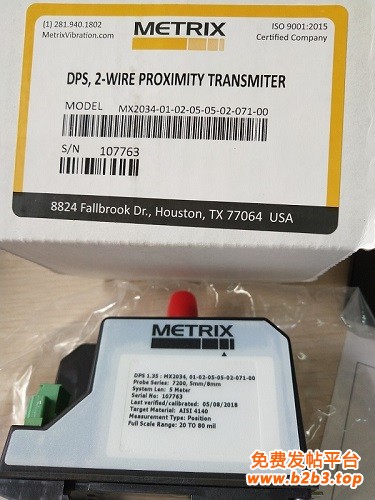 (1) 281.940.1802
MetrixVibration.com
METRIX
ISO 9001:2015
Certified Company
DPS, 2-WIRE PROXIMITY TRANSMITER
MODEL MX2034-01-02-05-05-02-071-00
S/N 107763
8824 Fallbrook Dr., Houston, TX 77064 USA
METRIX
DPS 1.35 : MX2034, 01-02-05-05-02-071-00
Probe Series: 7200, 5mm/8mm
System Len: 5 Meter
Serial No: 107763
Last verified/calibrated: 05/08/2018
Target Material: AISI 4140
Measurement Type: Position
Full Scale Range: 20 TO 80 mil
免费发帖平台
www.b2b3.top